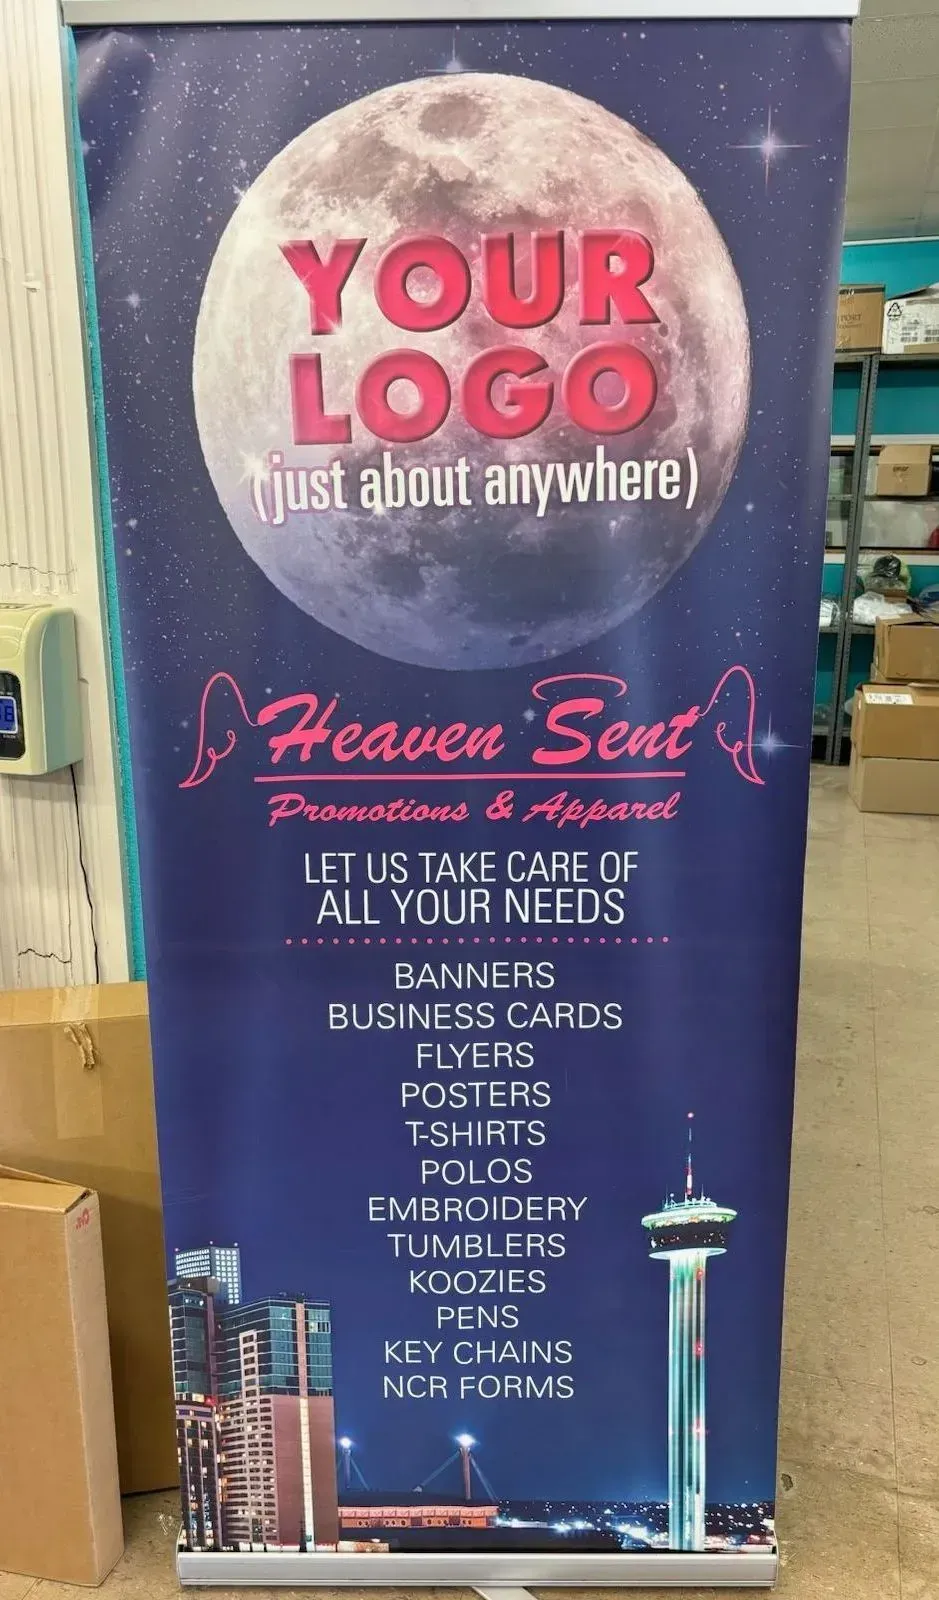 YOUR
LOGO
(just about anywhere)
Heaven Sent
Promotions & Apparel
LET US TAKE CARE OF
ALL YOUR NEEDS
BANNERS
BUSINESS CARDS
FLYERS
POSTERS
T-SHIRTS
POLOS
EMBROIDERY
TUMBLERS
KOOZIES
PENS
KEY CHAINS
NCR FORMS